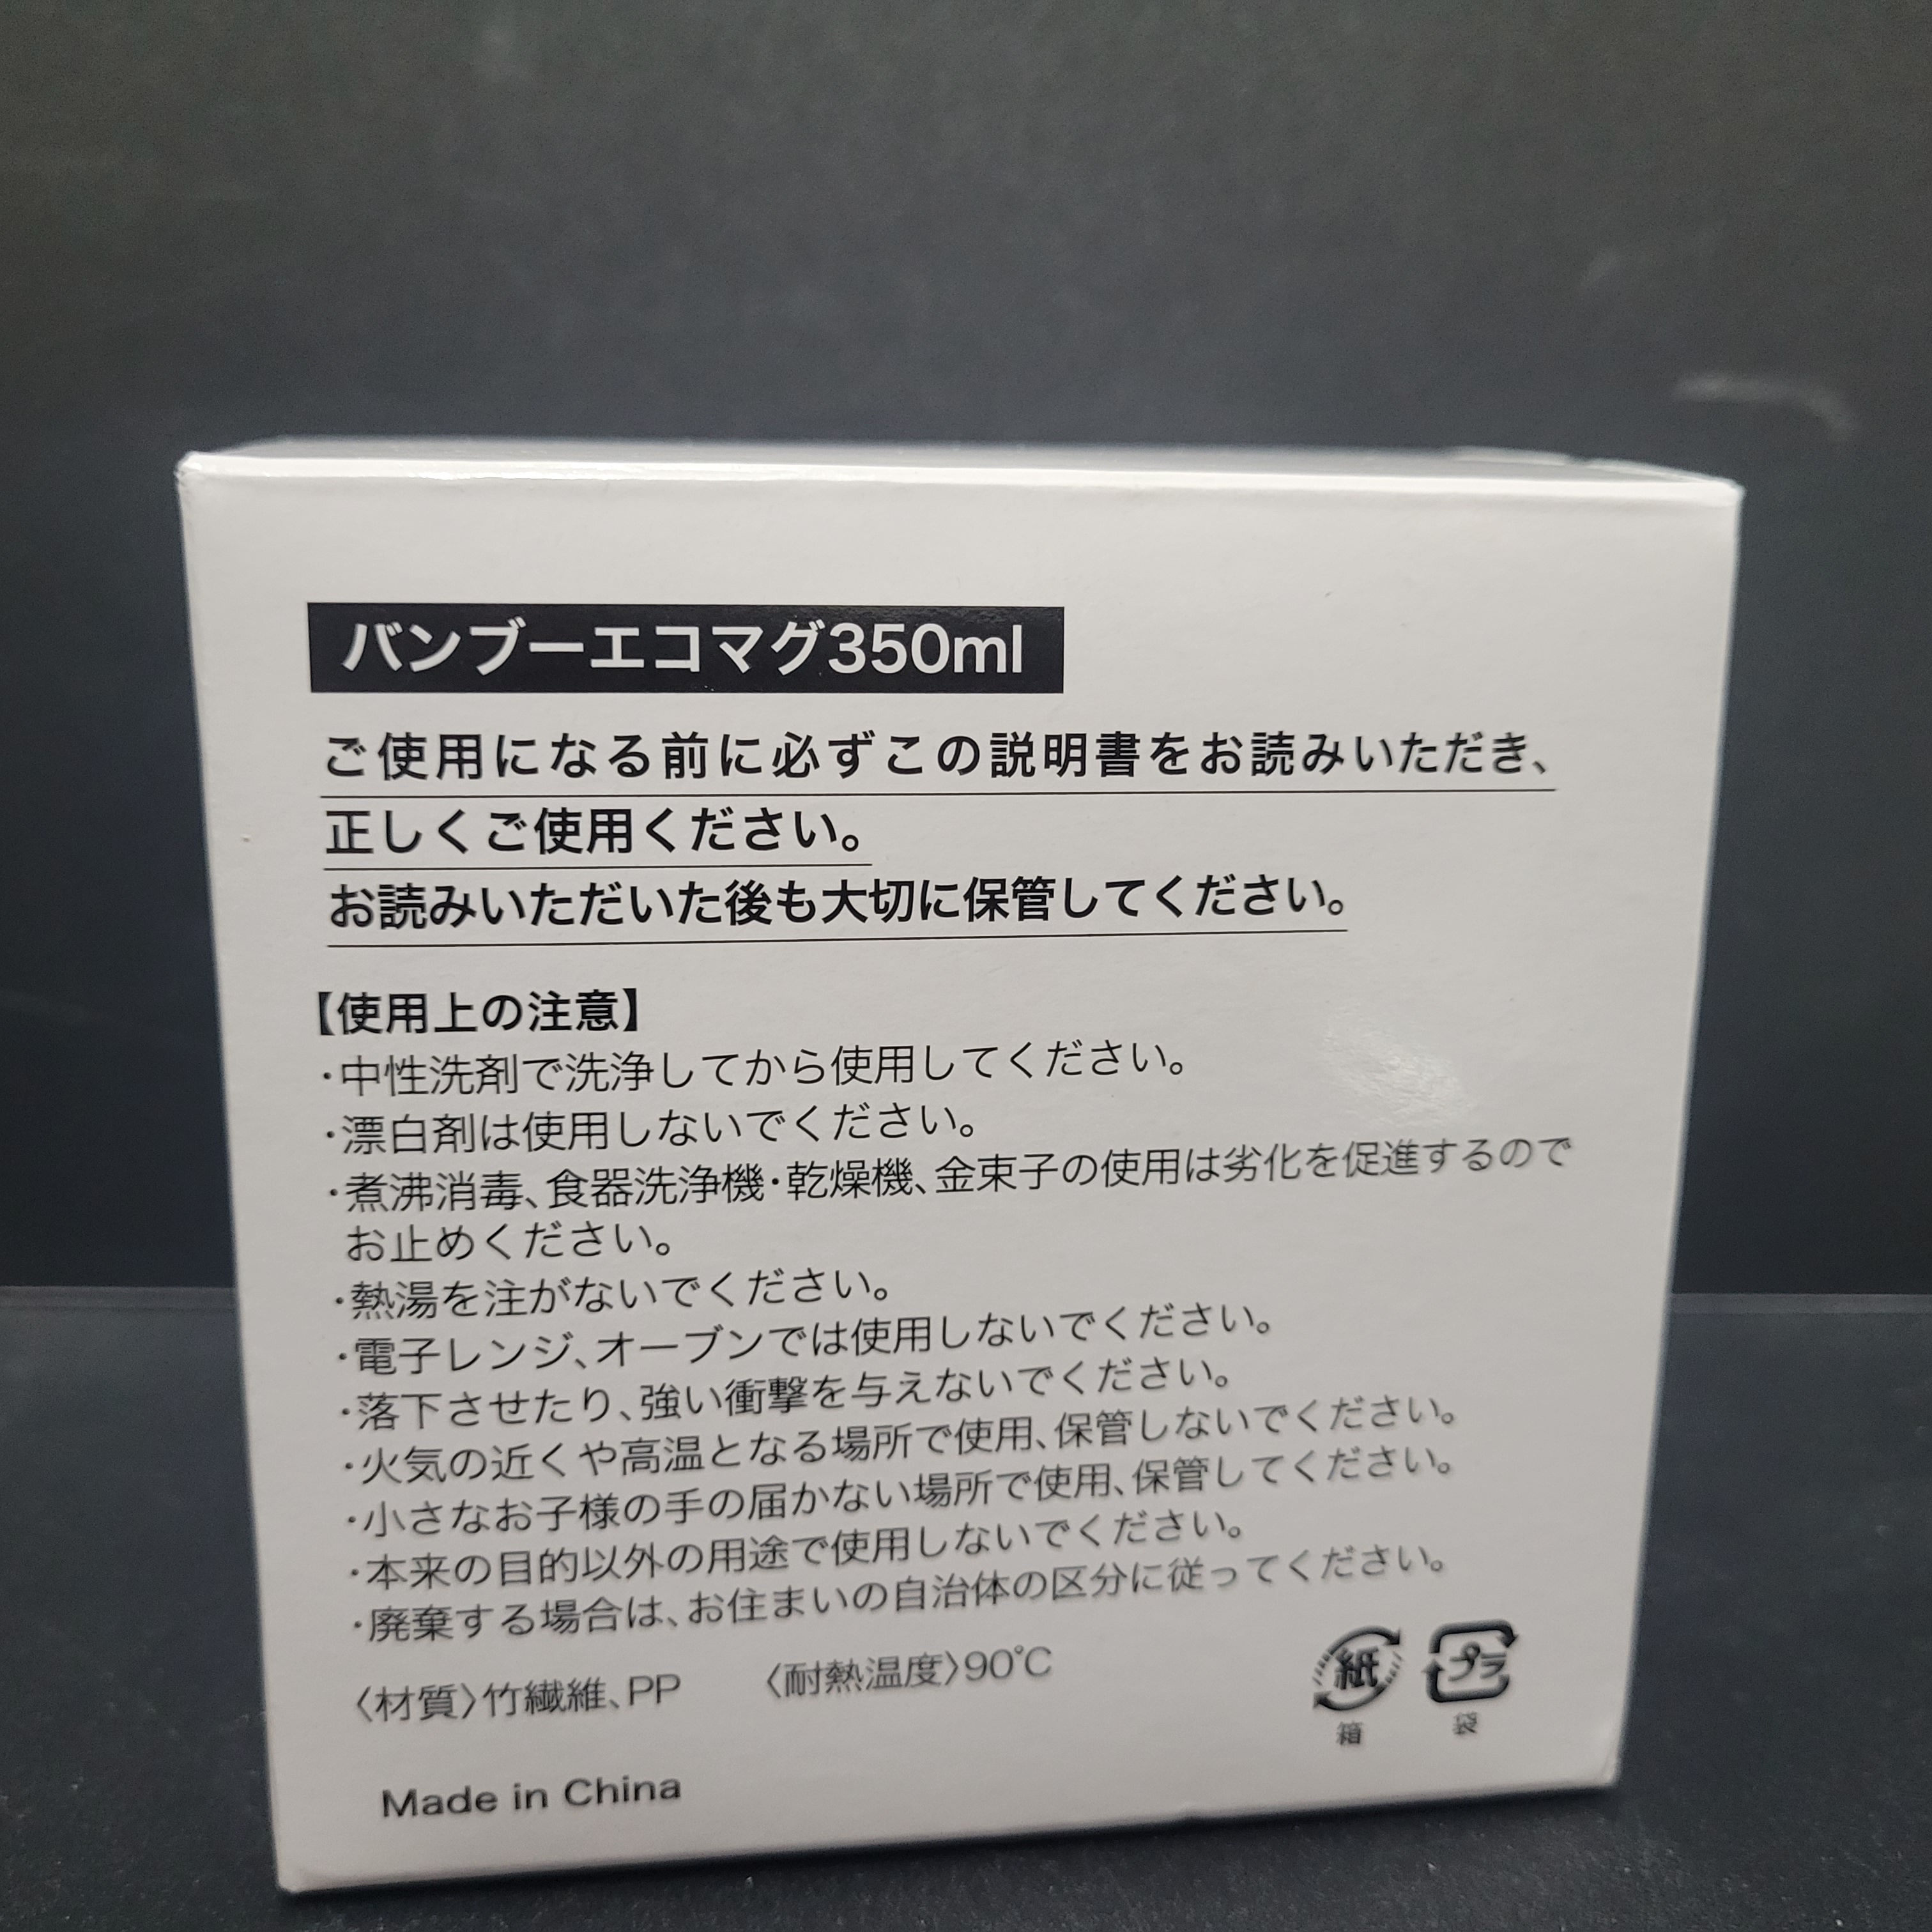 バンブーエコマグ350ml
ご使用になる前に必ずこの説明書をお読みいただき、
正しくご使用ください。
お読みいただいた後も大切に保管してください。
【使用上の注意】
・中性洗剤で洗浄してから使用してください。
・漂白剤は使用しないでください。
・煮沸消毒、食器洗浄機・乾燥機、金束子の使用は劣化を促進するので
お止めください。
・熱湯を注がないでください。
・電子レンジ、オーブンでは使用しないでください。
・落下させたり、強い衝撃を与えないでください。
・火気の近くや高温となる場所で使用、保管しないでください。
・小さなお子様の手の届かない場所で使用、保管してください。
・本来の目的以外の用途で使用しないでください。
・廃棄する場合は、お住まいの自治体の区分に従ってください。
〈材質〉竹繊維、PP 〈耐熱温度〉90℃
紙 プラ
箱 袋
Made in China